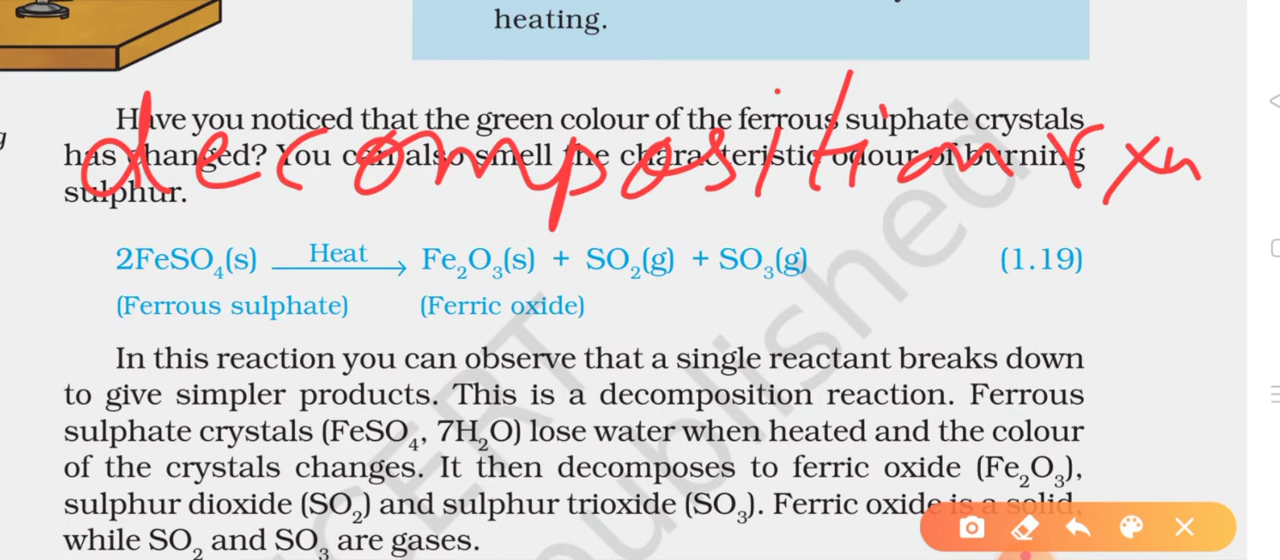 heating.
Have you noticed that the green colour of the ferrous sulphate crystals
has changed? You can also smell the characteristic odour of burning
sulphur.
decomposition rxn
2FeSO₄(s) Heat → Fe₂O₃(s) + SO₂(g) + SO₃(g) (1.19)
(Ferrous sulphate) (Ferric oxide)
In this reaction you can observe that a single reactant breaks down
to give simpler products. This is a decomposition reaction. Ferrous
sulphate crystals (FeSO₄, 7H₂O) lose water when heated and the colour
of the crystals changes. It then decomposes to ferric oxide (Fe₂O₃),
sulphur dioxide (SO₂) and sulphur trioxide (SO₃). Ferric oxide is a solid,
while SO₂ and SO₃ are gases.